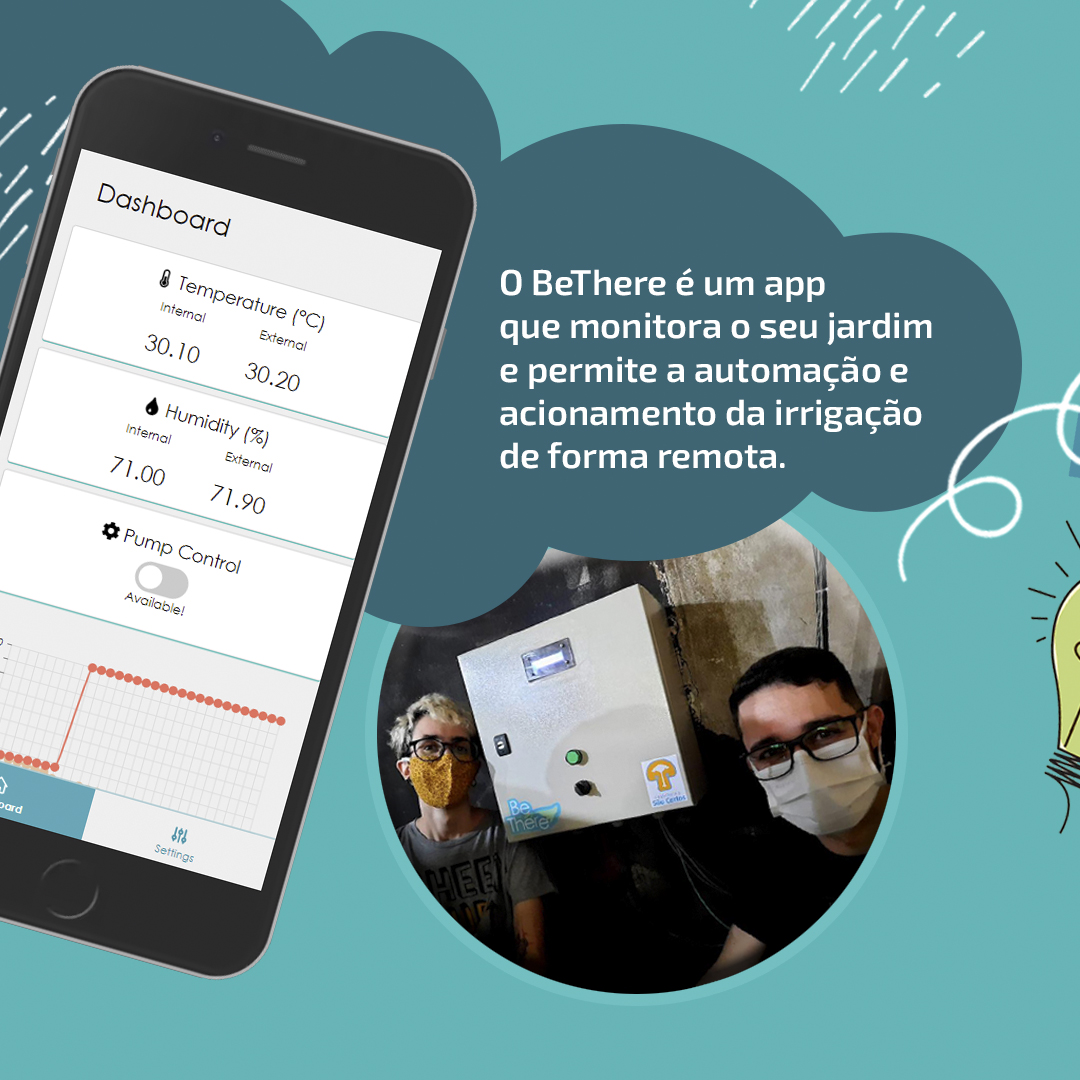 Dashboard
Temperature (°C)
Internal
External
30.10
30.20
Humidity (%)
Internal
External
71.00
71.90
Pump Control
Available!
Settings
O BeThere é um app
que monitora o seu jardim
e permite a automação e
acionamento da irrigação
de forma remota.
Be
There